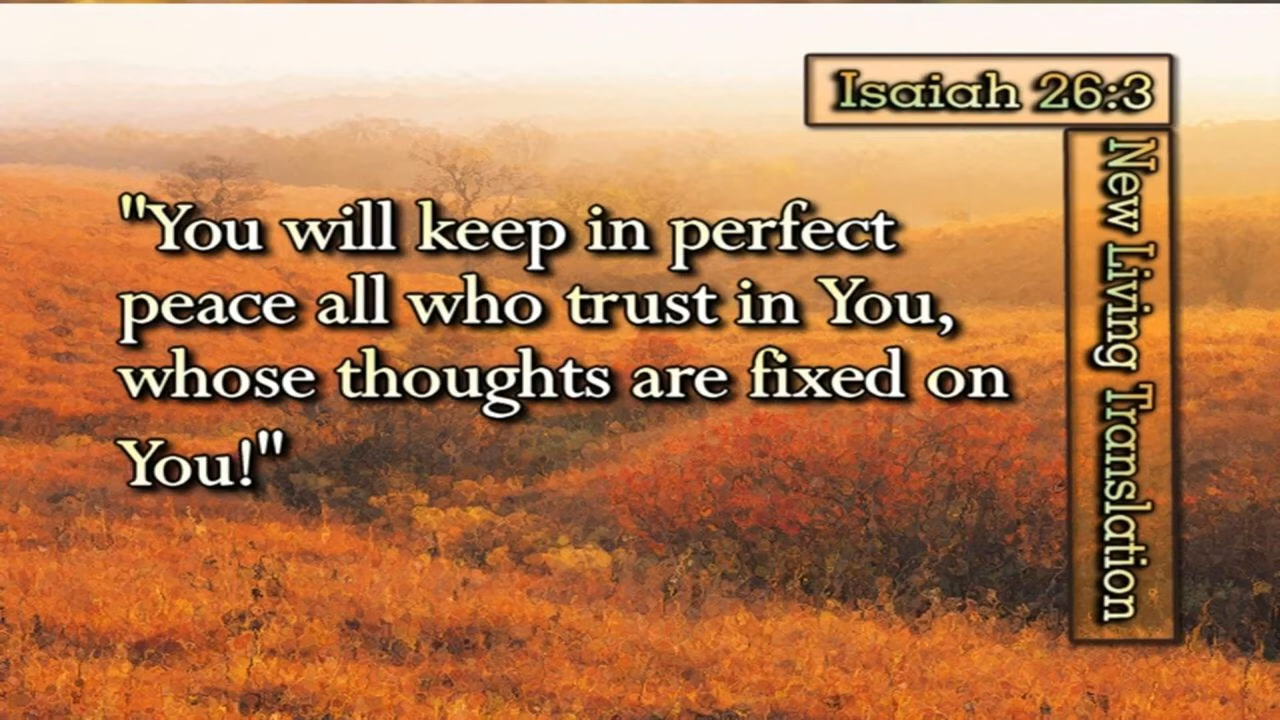 Isaiah 26:3
New Living Translation
"You will keep in perfect
peace all who trust in You,
whose thoughts are fixed on
You!"